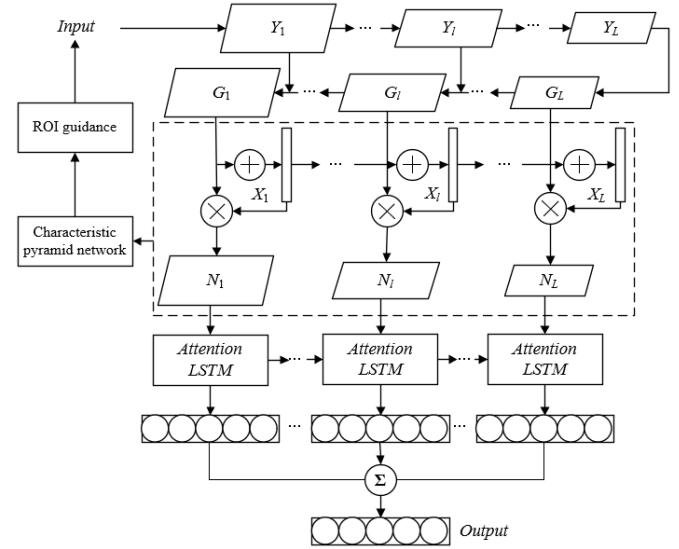 Input
Y1 ... Yl ... YL
G1 ... Gl ... GL
ROI guidance
+ ... + ... +
X1 Xl XL
× × ×
Characteristic
pyramid network
N1 Nl NL
Attention
LSTM
...
Attention
LSTM
...
Attention
LSTM
... ...
Σ
Output